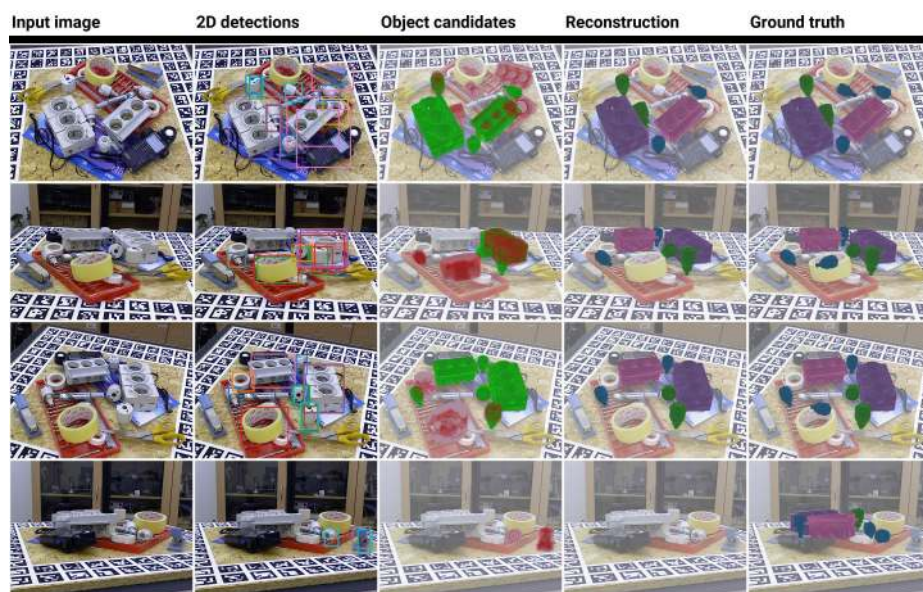 Input image
2D detections
Object candidates
Reconstruction
Ground truth